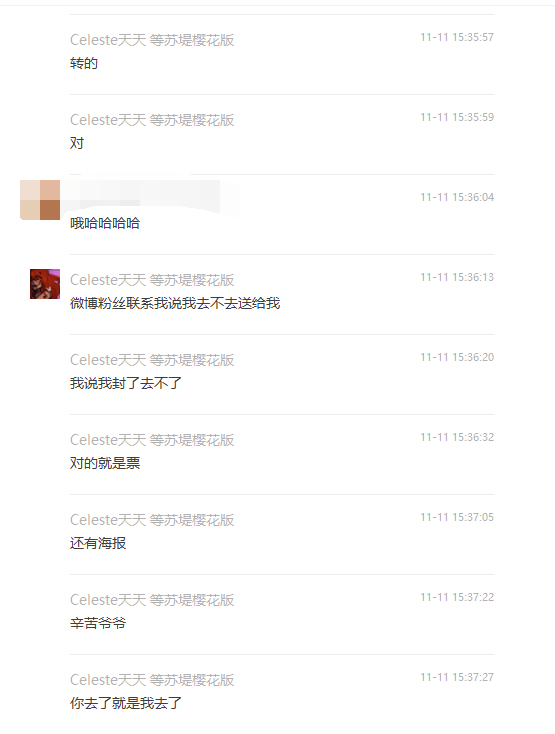 Celeste天天 等苏堤樱花版 11-11 15:35:57
转的
Celeste天天 等苏堤樱花版 11-11 15:35:59
对
11-11 15:36:04
哦哈哈哈哈
Celeste天天 等苏堤樱花版 11-11 15:36:13
微博粉丝联系我说我去不去送给我
Celeste天天 等苏堤樱花版 11-11 15:36:20
我说我封了去不了
Celeste天天 等苏堤樱花版 11-11 15:36:32
对的就是票
Celeste天天 等苏堤樱花版 11-11 15:37:05
还有海报
Celeste天天 等苏堤樱花版 11-11 15:37:22
辛苦爷爷
Celeste天天 等苏堤樱花版 11-11 15:37:27
你去了就是我去了